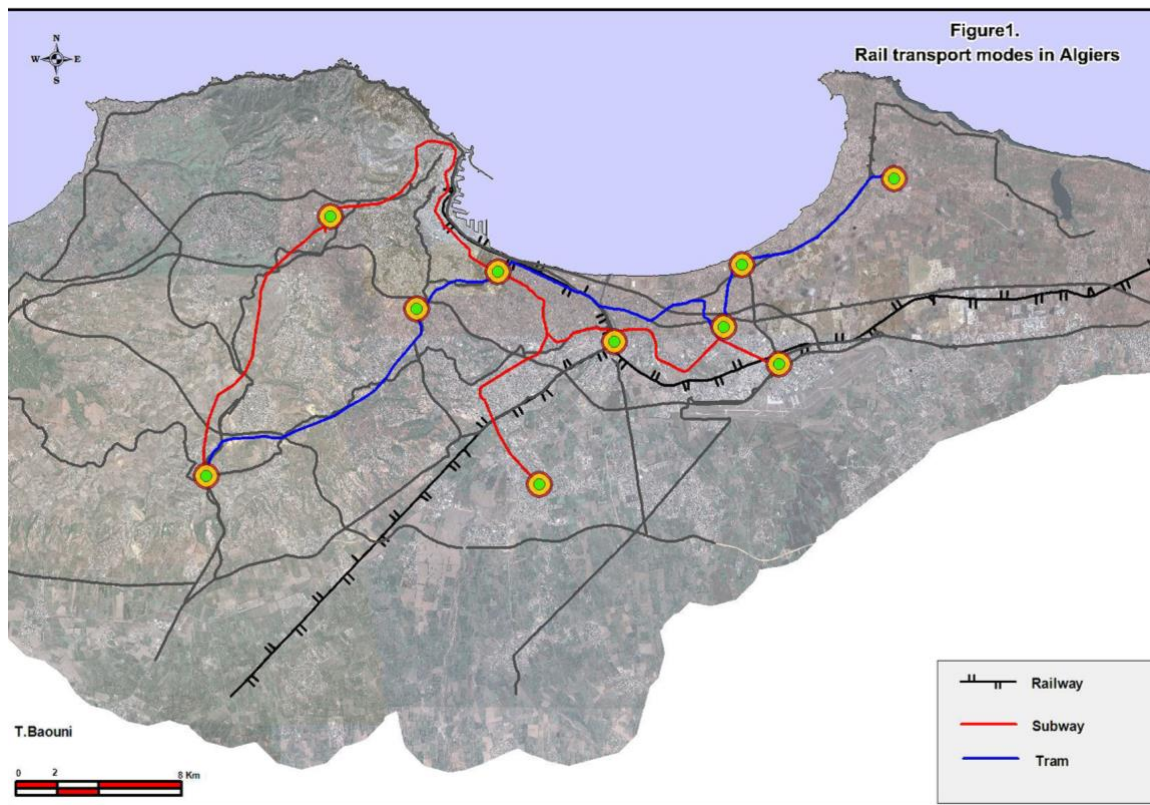 Figure1.
Rail transport modes in Algiers
N
W E
S
Railway
Subway
Tram
T.Baouni
0 2 8 Km